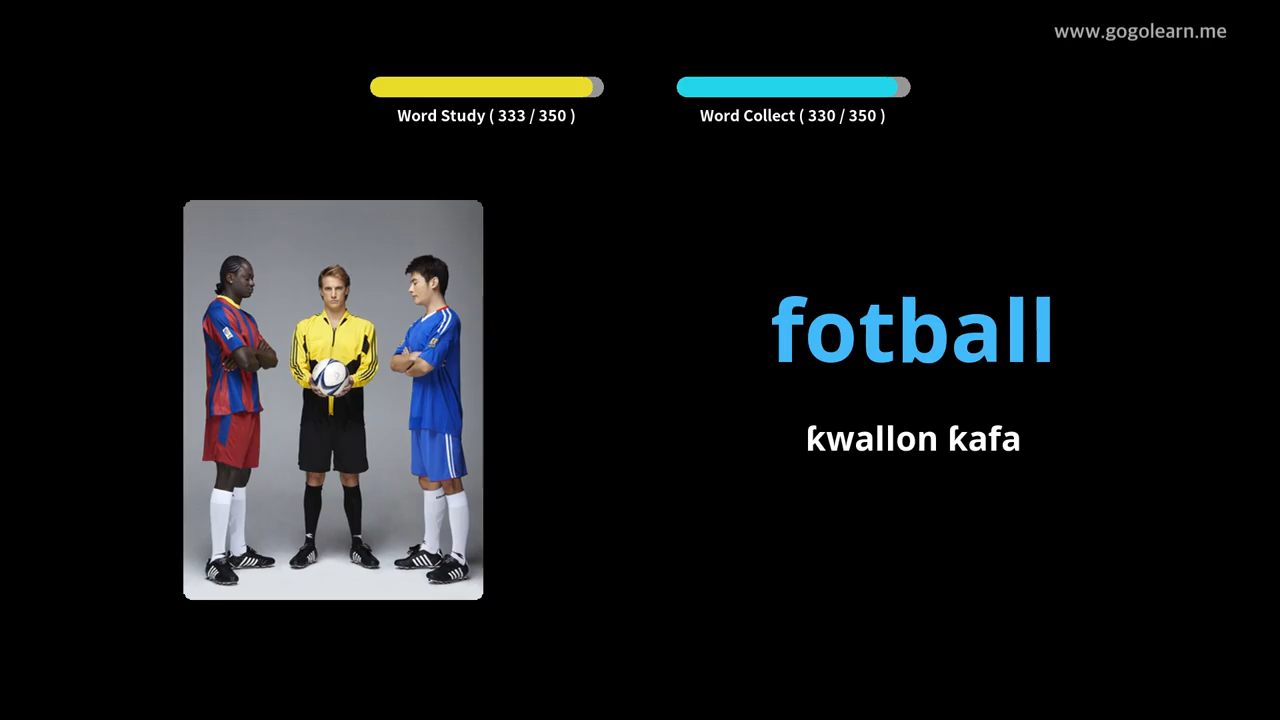 www.gogolearn.me
Word Study ( 333 / 350 )
Word Collect ( 330 / 350 )
fotball
ƙwallon ƙafa